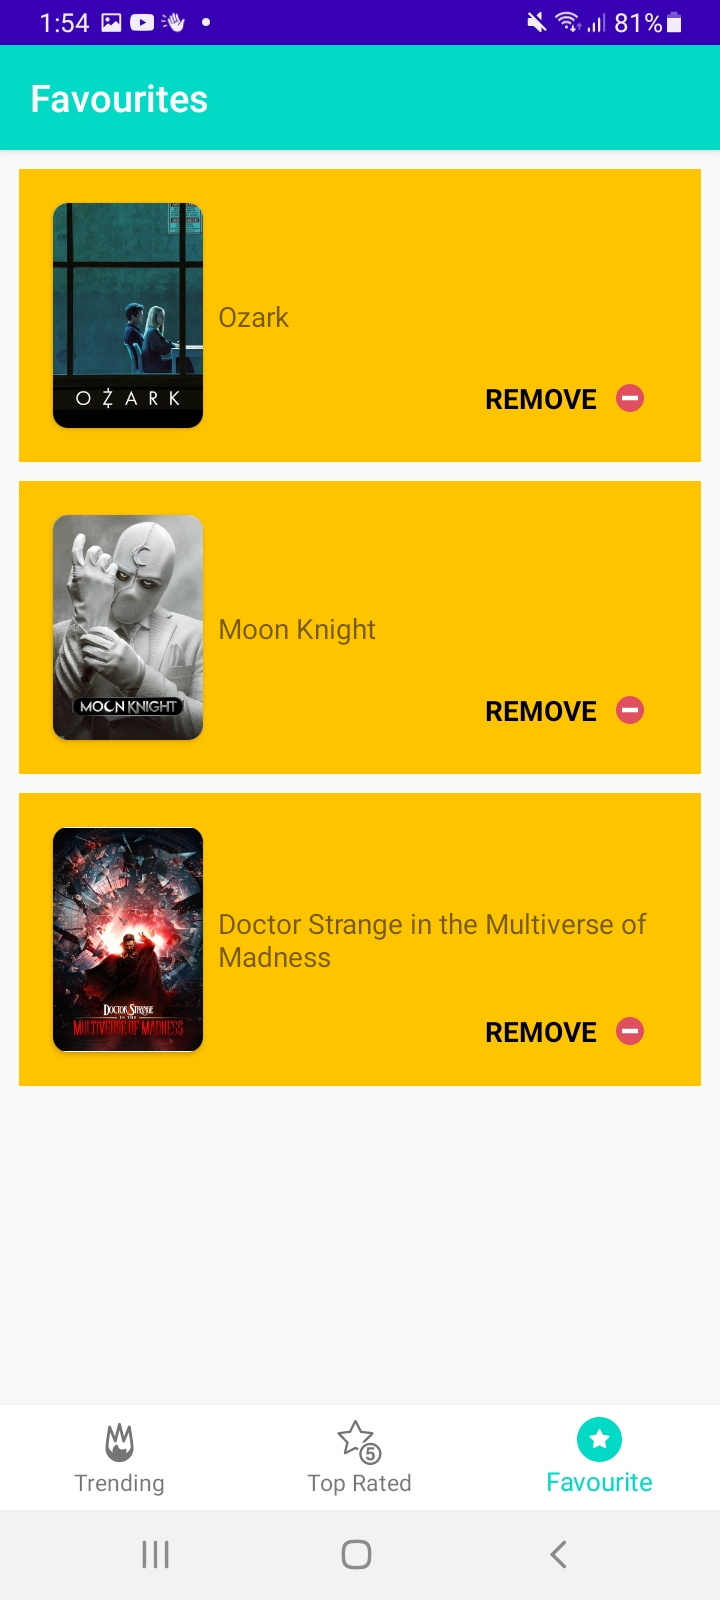 1:54
81%
Favourites
OZARK
Ozark
REMOVE
MOON KNIGHT
Moon Knight
REMOVE
DOCTOR STRANGE
IN THE
MULTIVERSE OF MADNESS
Doctor Strange in the Multiverse of
Madness
REMOVE
5
Trending
Top Rated
Favourite